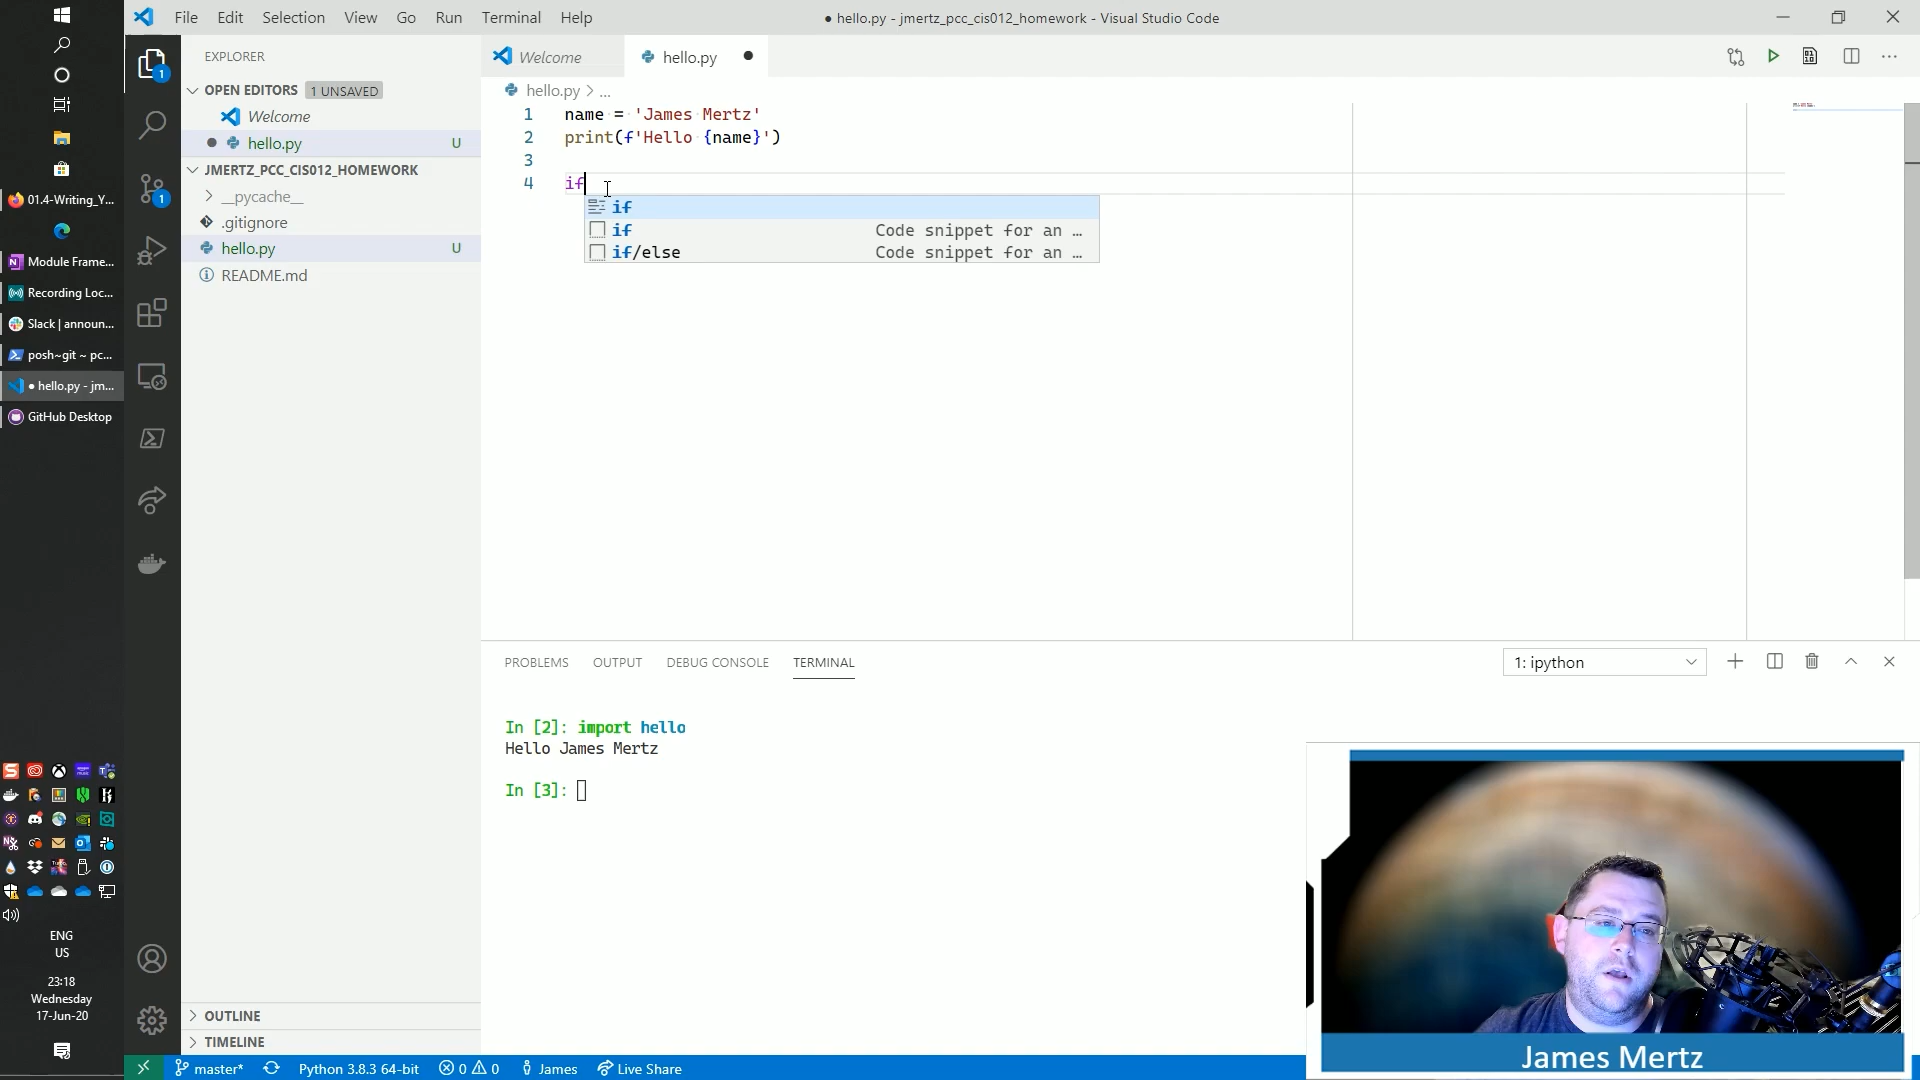 File Edit Selection View Go Run Terminal Help
● hello.py - jmertz_pcc_cis012_homework - Visual Studio Code
EXPLORER
OPEN EDITORS 1 UNSAVED
Welcome
hello.py U
JMERTZ_PCC_CIS012_HOMEWORK
__pycache__
.gitignore
hello.py U
README.md
OUTLINE
TIMELINE
Welcome
hello.py
hello.py > ...
1 name = 'James Mertz'
2 print(f'Hello {name}')
3
4 if
if
if Code snippet for an …
if/else Code snippet for an …
PROBLEMS OUTPUT DEBUG CONSOLE TERMINAL
1: ipython
In [2]: import hello
Hello James Mertz
In [3]:
01.4-Writing_Y...
Module Frame...
Recording Loc...
Slack | announ...
posh~git ~ pc...
● hello.py - jm...
GitHub Desktop
ENG
US
23:18
Wednesday
17-Jun-20
1
1
master* Python 3.8.3 64-bit 0 0 James Live Share
James Mertz